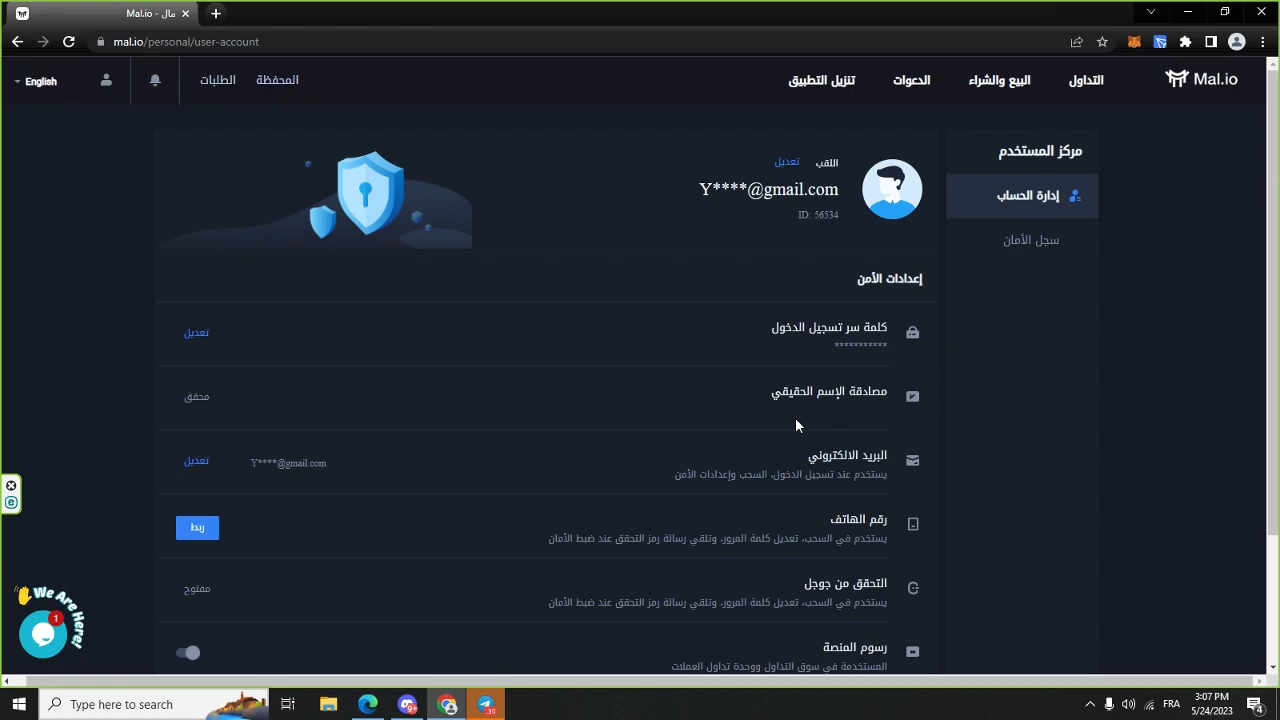 Mal.io - مال
mal.io/personal/user-account
Mal.io
التداول
البيع والشراء
الدعوات
تنزيل التطبيق
المحفظة
الطلبات
English
مركز المستخدم
إدارة الحساب
سجل الأمان
اللقب
تعديل
Y****@gmail.com
ID: 56534
إعدادات الأمن
كلمة سر تسجيل الدخول
***********
تعديل
مصادقة الإسم الحقيقي
محقق
البريد الالكتروني
يستخدم عند تسجيل الدخول، السحب وإعدادات الأمن
Y****@gmail.com
تعديل
رقم الهاتف
يستخدم في السحب، تعديل كلمة المرور، وتلقي رسالة رمز التحقق عند ضبط الأمان
ربط
التحقق من جوجل
يستخدم في السحب، تعديل كلمة المرور، وتلقي رسالة رمز التحقق عند ضبط الأمان
مفتوح
رسوم المنصة
المستخدمة في سوق التداول ووحدة تداول العملات
We Are Here!
1
Type here to search
9+
30
FRA
3:07 PM
5/24/2023
4